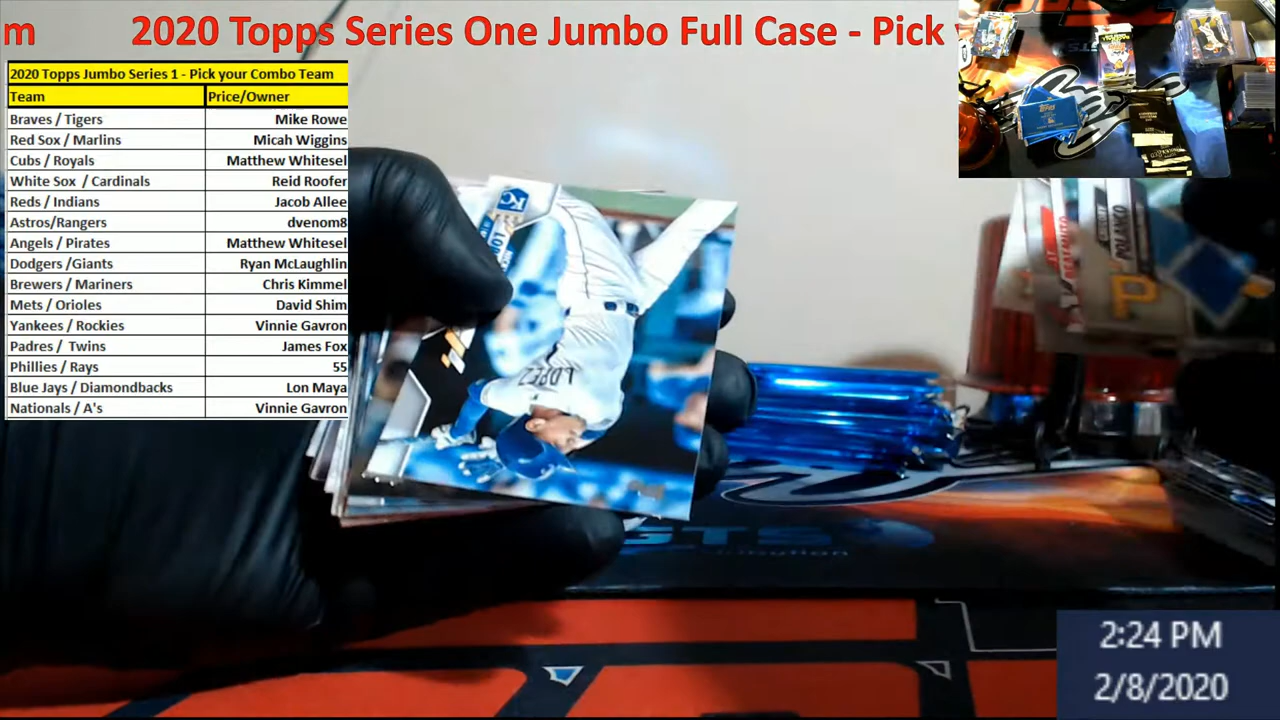 m 2020 Topps Series One Jumbo Full Case - Pick
2020 Topps Jumbo Series 1 - Pick your Combo Team
Team Price/Owner
Braves / Tigers Mike Rowe
Red Sox / Marlins Micah Wiggins
Cubs / Royals Matthew Whitesel
White Sox / Cardinals Reid Roofer
Reds / Indians Jacob Allee
Astros/Rangers dvenom8
Angels / Pirates Matthew Whitesel
Dodgers /Giants Ryan McLaughlin
Brewers / Mariners Chris Kimmel
Mets / Orioles David Shim
Yankees / Rockies Vinnie Gavron
Padres / Twins James Fox
Phillies / Rays 55
Blue Jays / Diamondbacks Lon Maya
Nationals / A's Vinnie Gavron
KC
LOPEZ
POLANKO
P
GTS
2:24 PM
2/8/2020